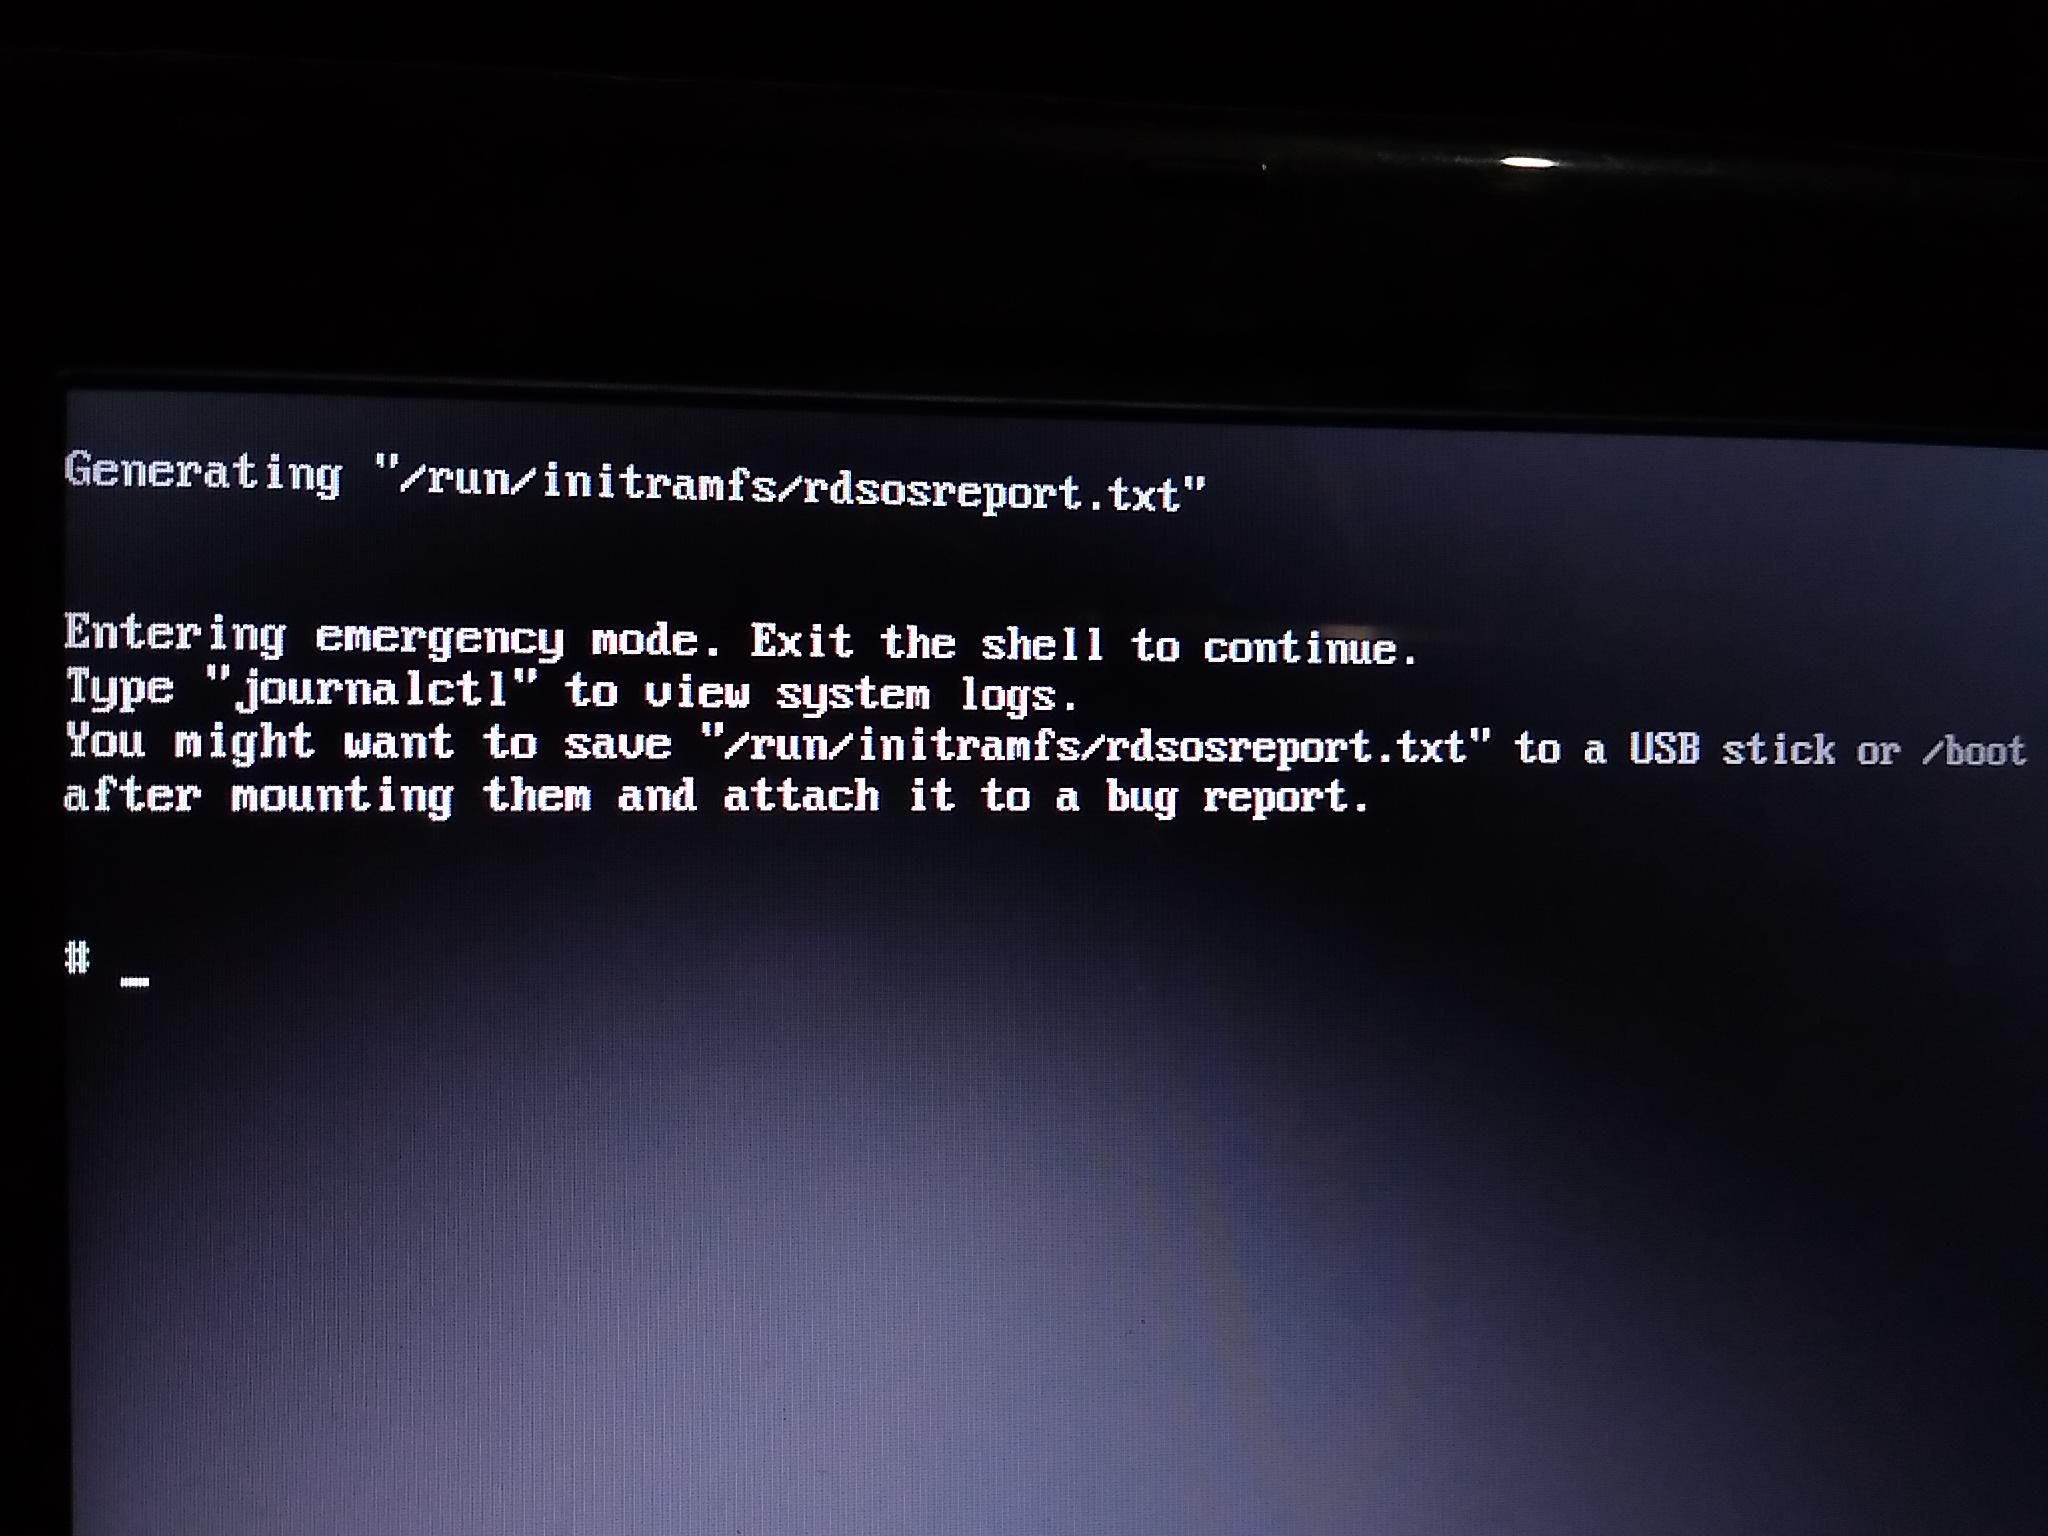 Generating "/run/initramfs/rdsosreport.txt"
Entering emergency mode. Exit the shell to continue.
Type "journalctl" to view system logs.
You might want to save "/run/initramfs/rdsosreport.txt" to a USB stick or /boot
after mounting them and attach it to a bug report.
# _